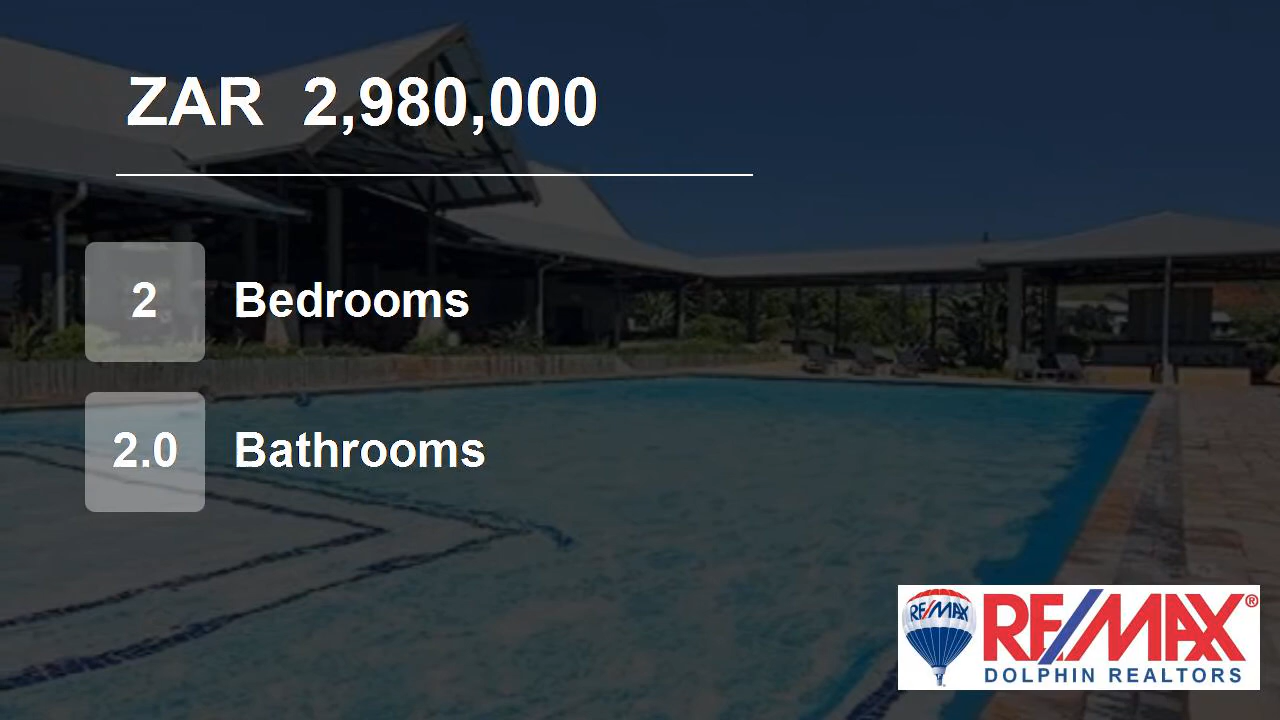 ZAR 2,980,000
2 Bedrooms
2.0 Bathrooms
RE/MAX
RE/MAX®
DOLPHIN REALTORS